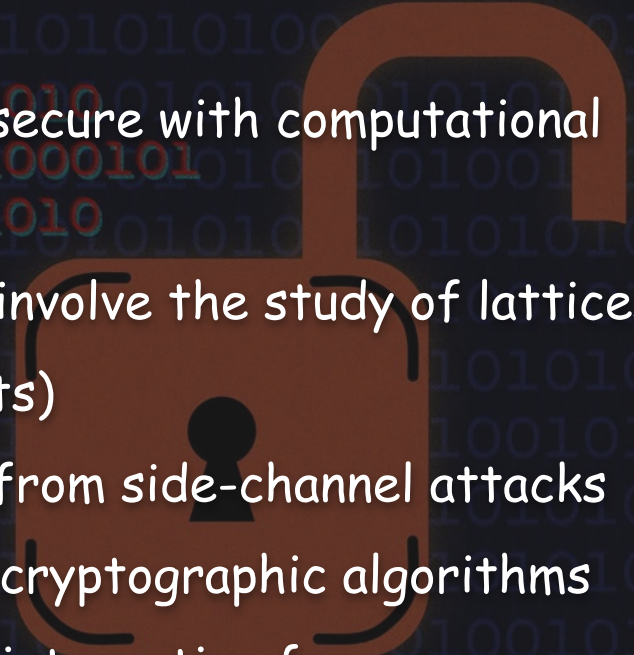 secure with computational
involve the study of lattice
ts)
from side-channel attacks
cryptographic algorithms